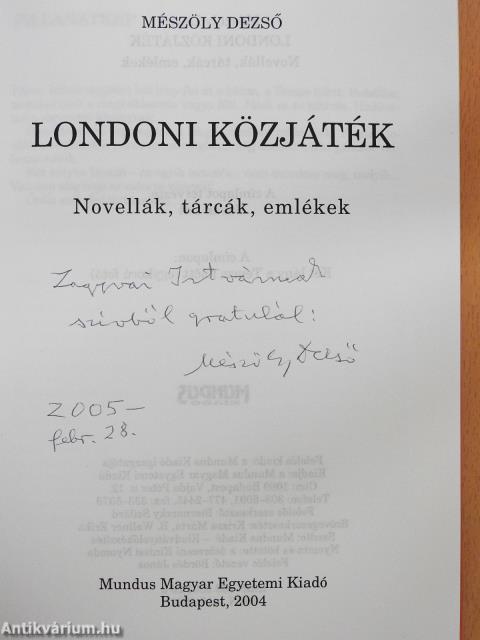 MÉSZÖLY DEZSŐ
LONDONI KÖZJÁTÉK
Novellák, tárcák, emlékek
Zagyvai Istvánnak
szívből gratulál:
Mészöly Dezső
2005 –
febr. 28.
Mundus Magyar Egyetemi Kiadó
Budapest, 2004
Antikvárium.hu